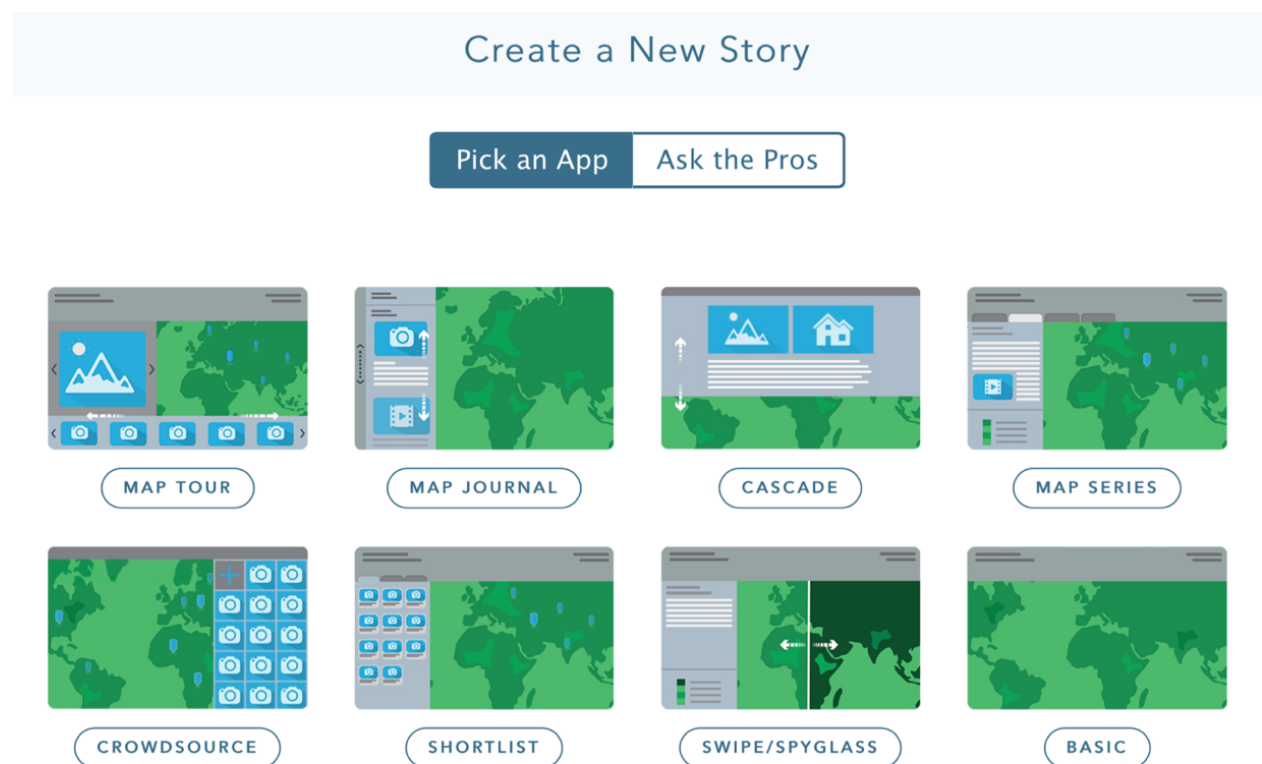 Create a New Story
Pick an App
Ask the Pros
MAP TOUR
MAP JOURNAL
CASCADE
MAP SERIES
CROWDSOURCE
SHORTLIST
SWIPE/SPYGLASS
BASIC